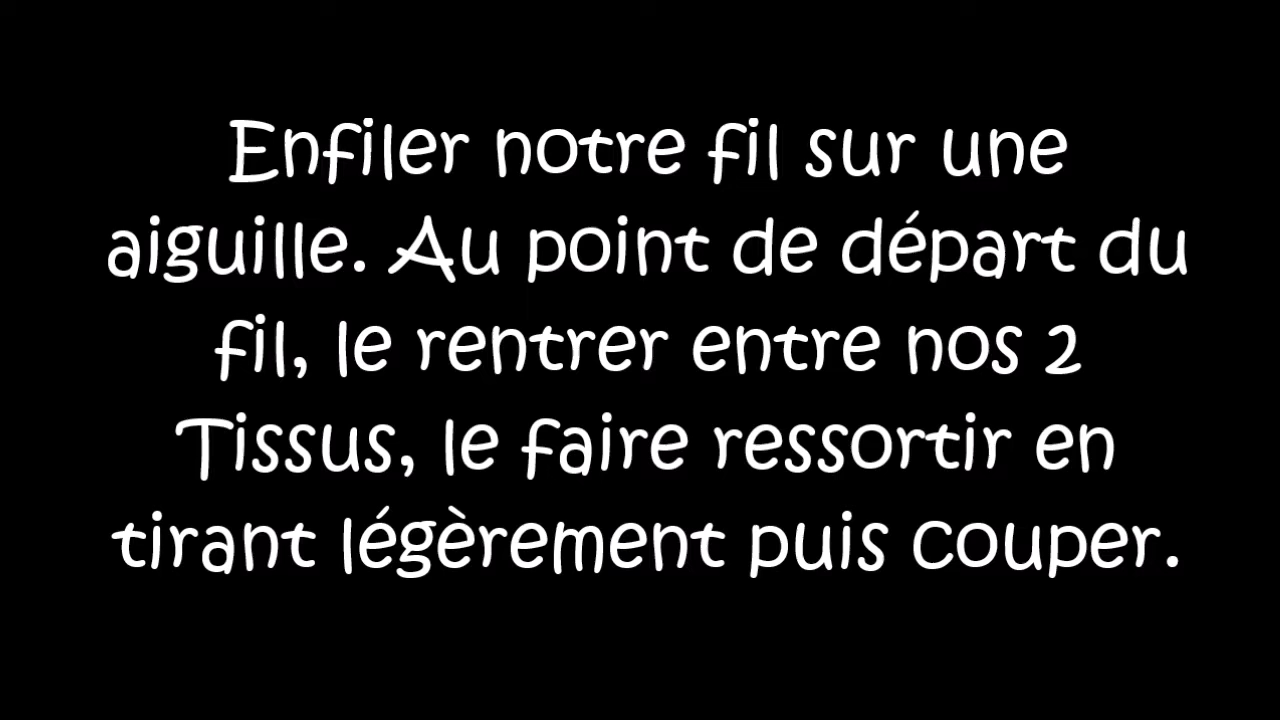 Enfiler notre fil sur une
aiguille. Au point de départ du
fil, le rentrer entre nos 2
Tissus, le faire ressortir en
tirant légèrement puis couper.